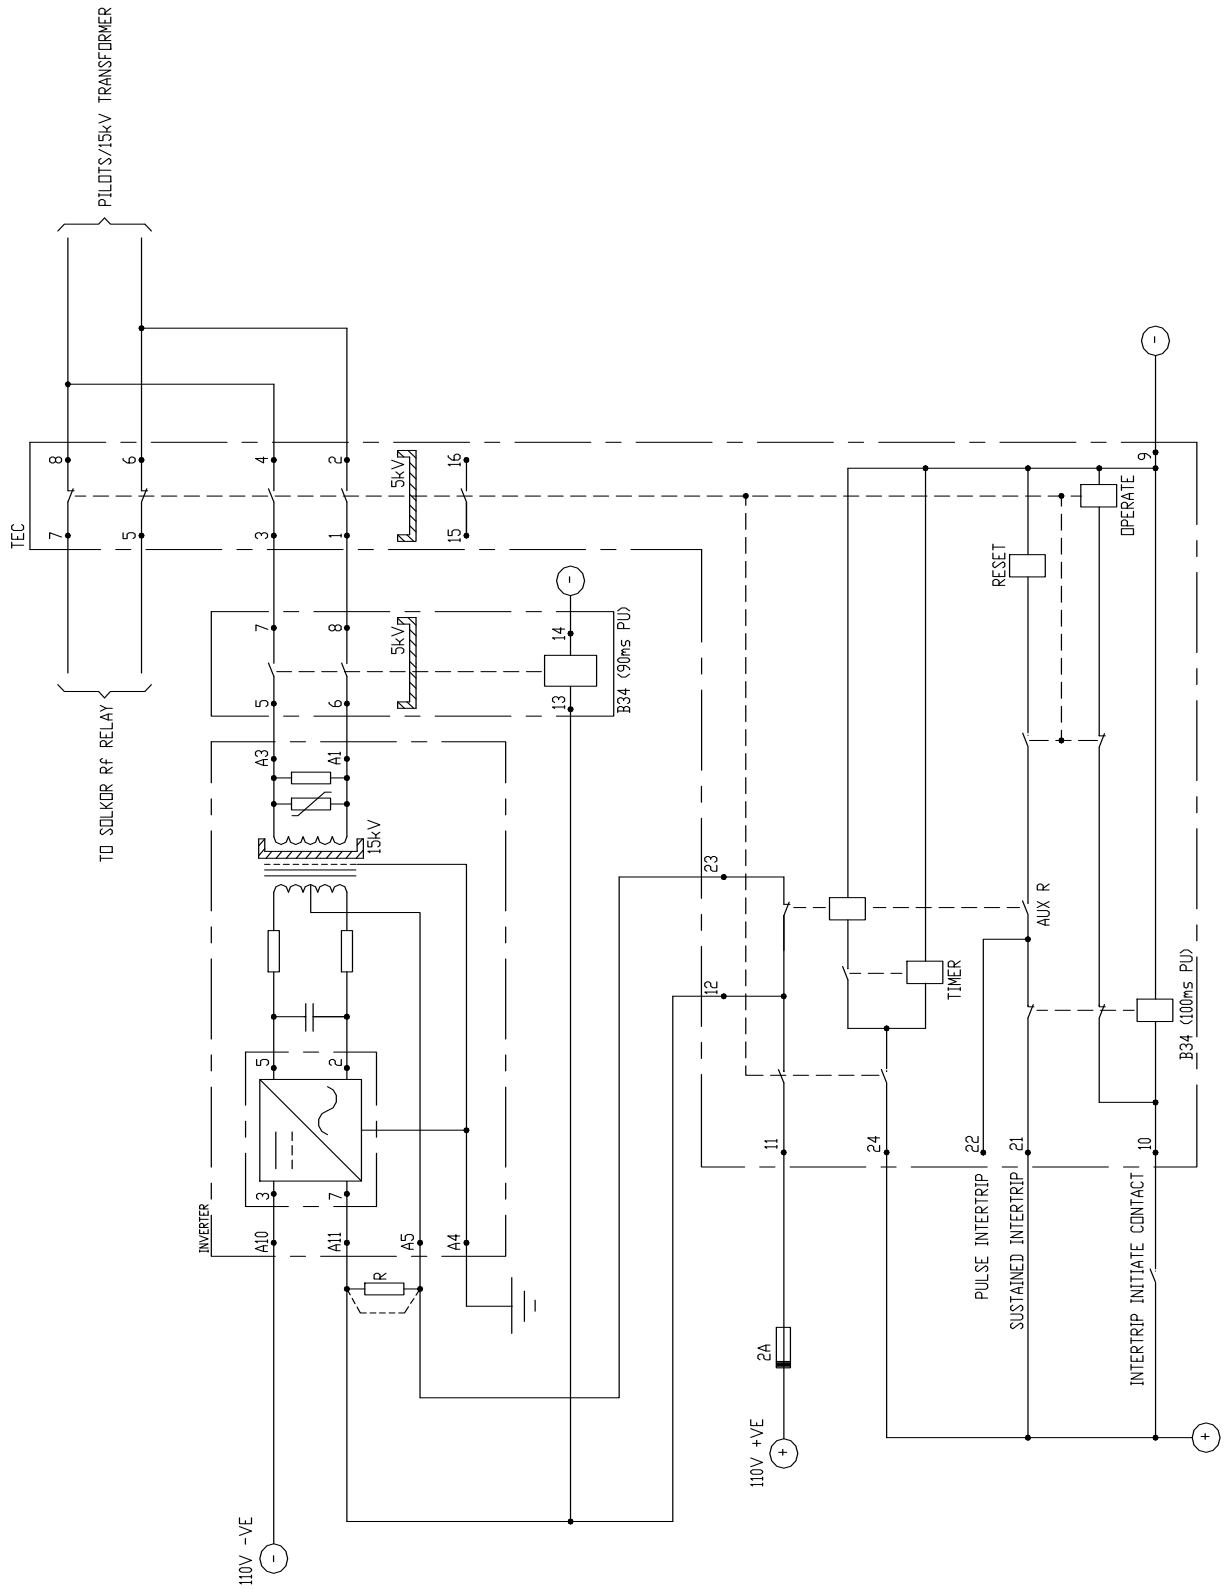 PILOTS/15kV TRANSFORMER
TO SOLKOR Rf RELAY
TEC
8
6
4
2
7
5
3
1
5kV
16
15
9
OPERATE
RESET
7
8
5
6
5kV
14
13
B34 (90ms PU)
A3
A1
15kV
5
2
3
7
INVERTER
A10
A11
A5
A4
R
110V -VE
-
23
12
11
24
22
21
10
AUX R
TIMER
B34 (100ms PU)
PULSE INTERTRIP
SUSTAINED INTERTRIP
INTERTRIP INITIATE CONTACT
2A
110V +VE
+
+
-
-